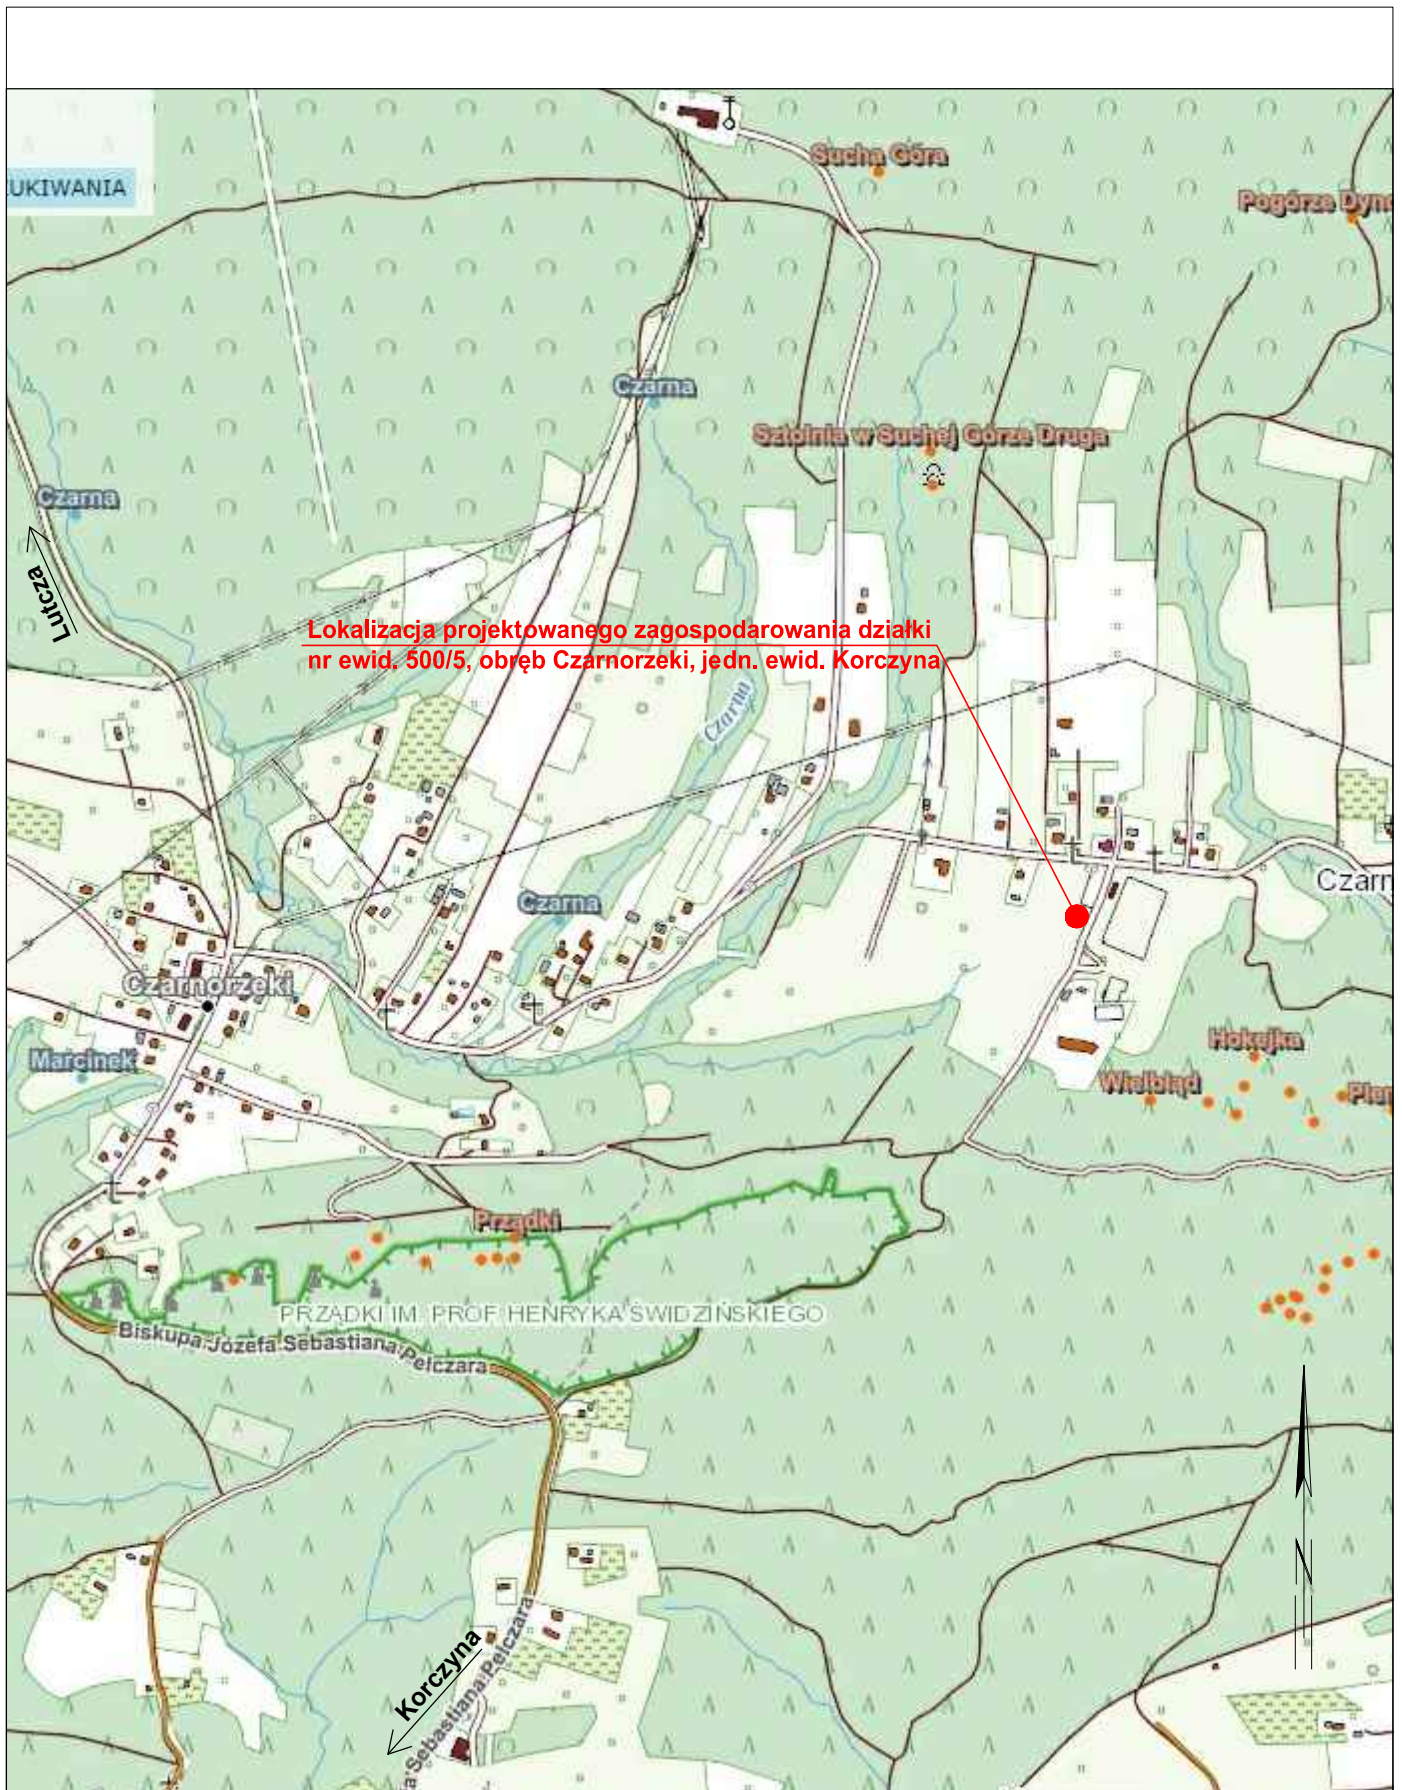 Sucha Góra
UKIWANIA
Pogórze Dyno
Czarna
Sztolnia w Suchej Górze Druga
Czarna
Lutcza
Lokalizacja projektowanego zagospodarowania działki
nr ewid. 500/5, obręb Czarnorzeki, jedn. ewid. Korczyna
Czarna
Czarn
Czarna
Czarnorzeki
Hokejka
Marcinek
Wielbłąd
Prządki
PRZĄDKI IM. PROF. HENRYKA ŚWIDZIŃSKIEGO
Biskupa Józefa Sebastiana Pelczara
N
Korczyna
a Sebastiana Pelczara